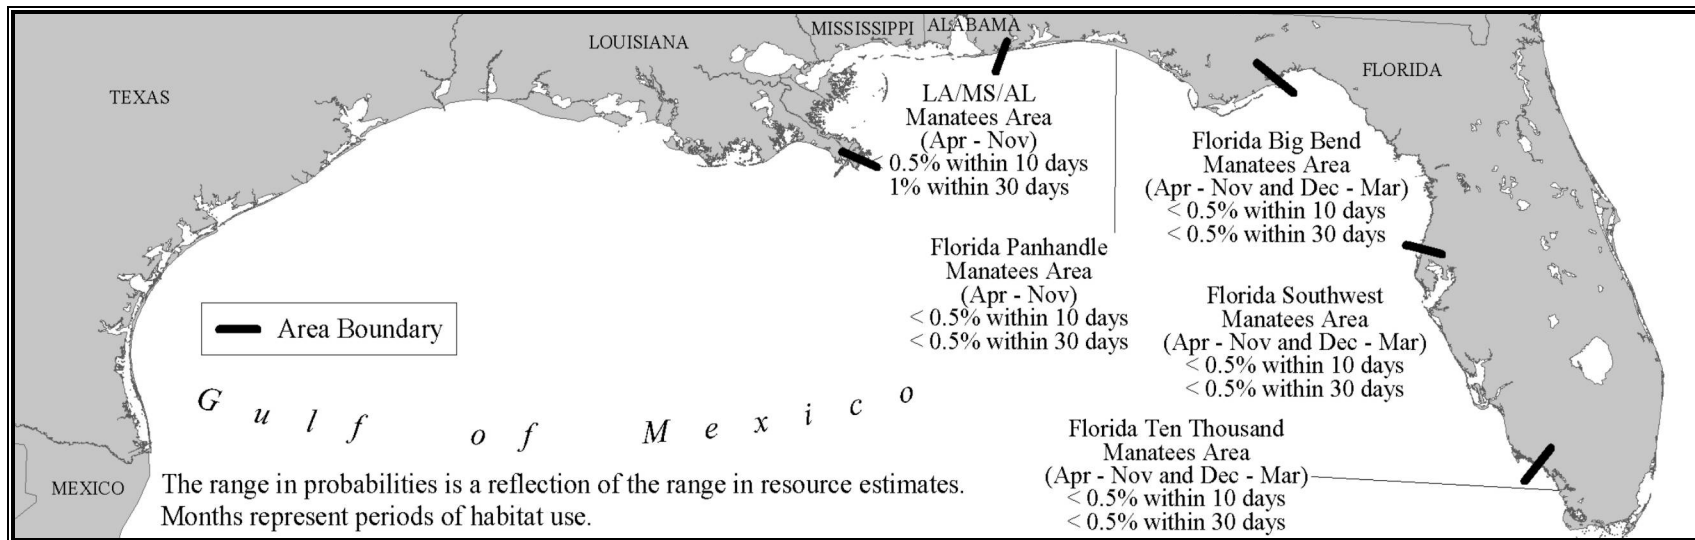 MISSISSIPPI
ALABAMA
LOUISIANA
FLORIDA
TEXAS
LA/MS/AL
Manatees Area
(Apr - Nov)
< 0.5% within 10 days
1% within 30 days
Florida Big Bend
Manatees Area
(Apr - Nov and Dec - Mar)
< 0.5% within 10 days
< 0.5% within 30 days
Florida Panhandle
Manatees Area
(Apr - Nov)
< 0.5% within 10 days
< 0.5% within 30 days
Florida Southwest
Manatees Area
(Apr - Nov and Dec - Mar)
< 0.5% within 10 days
< 0.5% within 30 days
Area Boundary
Gulf of Mexico
Florida Ten Thousand
Manatees Area
(Apr - Nov and Dec - Mar)
< 0.5% within 10 days
< 0.5% within 30 days
MEXICO
The range in probabilities is a reflection of the range in resource estimates.
Months represent periods of habitat use.